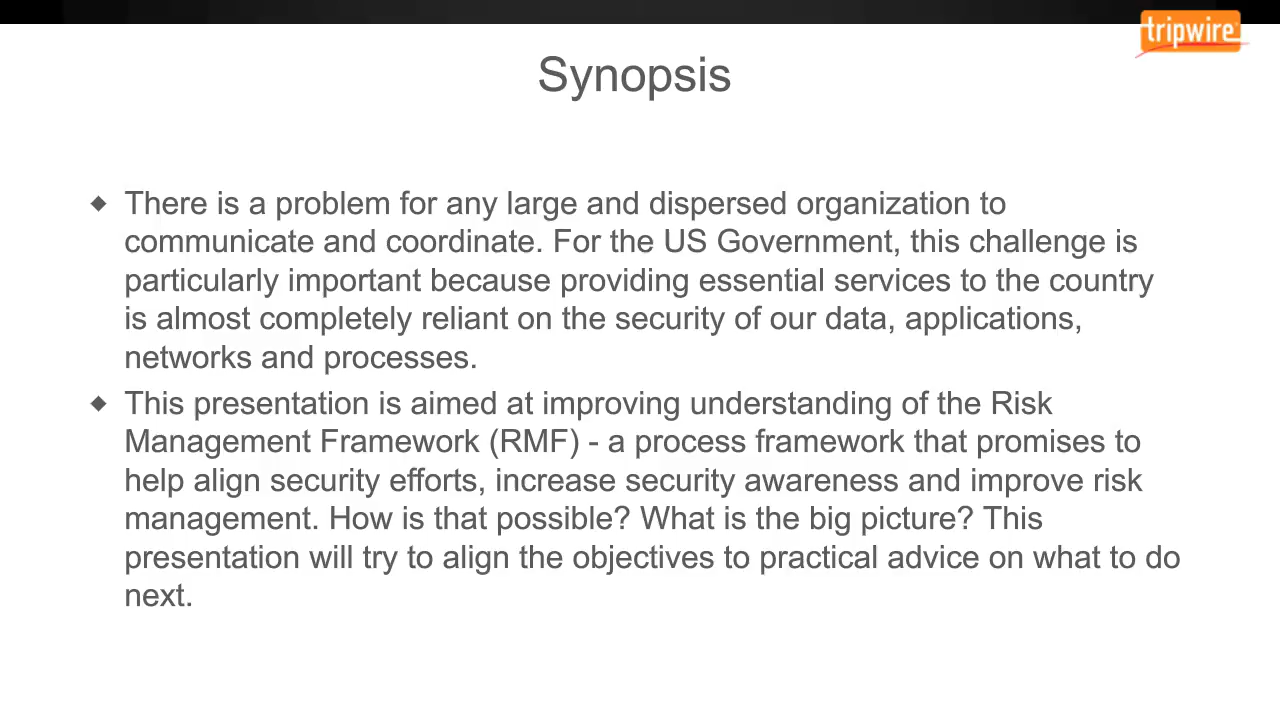 tripwire
Synopsis
◆ There is a problem for any large and dispersed organization to
communicate and coordinate. For the US Government, this challenge is
particularly important because providing essential services to the country
is almost completely reliant on the security of our data, applications,
networks and processes.
◆ This presentation is aimed at improving understanding of the Risk
Management Framework (RMF) - a process framework that promises to
help align security efforts, increase security awareness and improve risk
management. How is that possible? What is the big picture? This
presentation will try to align the objectives to practical advice on what to do
next.